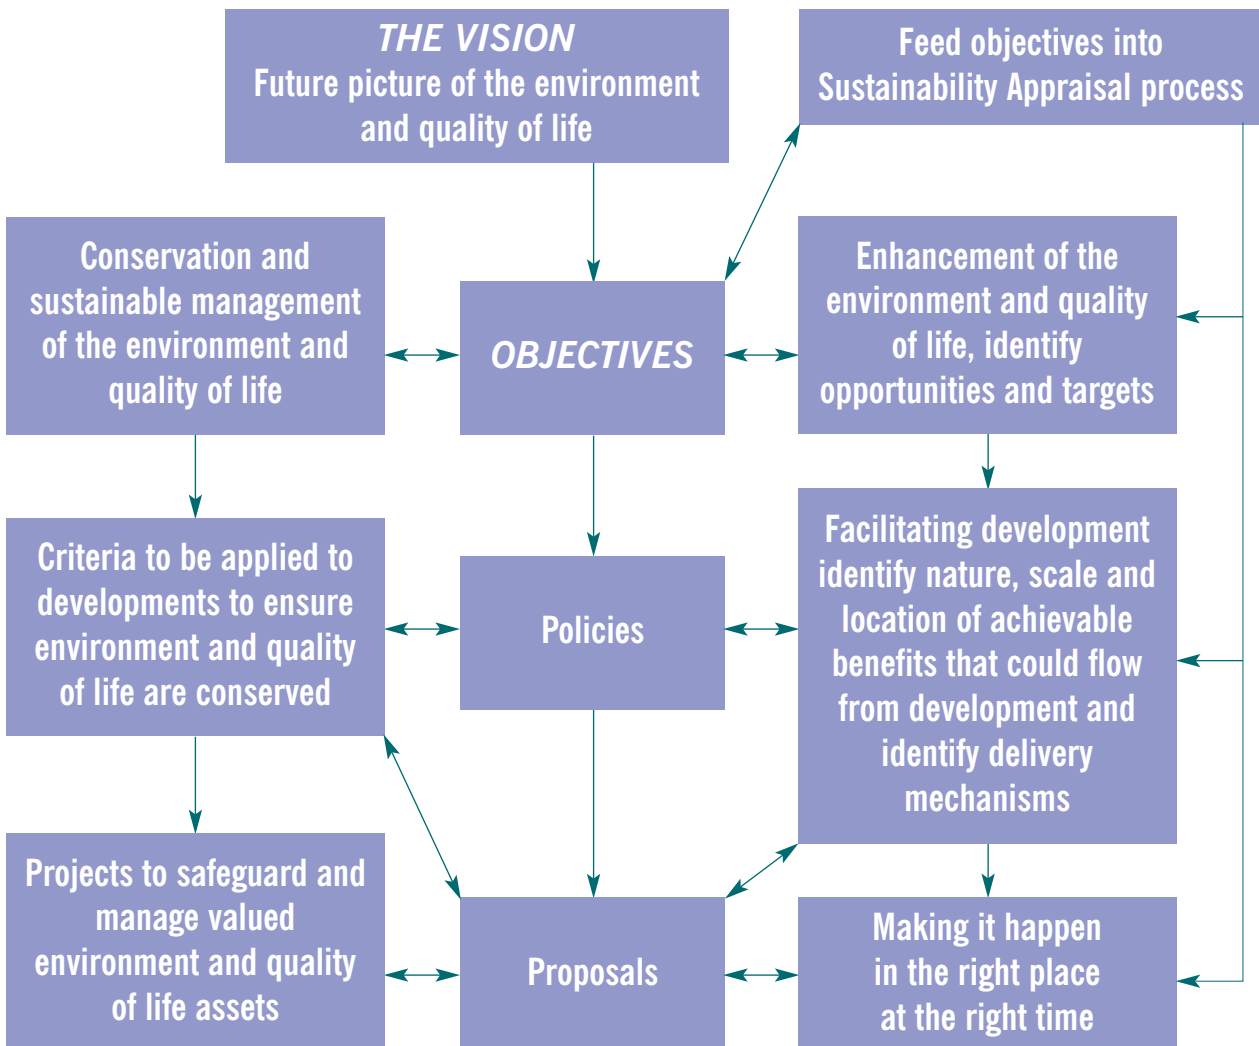 THE VISION
Future picture of the environment
and quality of life
Feed objectives into
Sustainability Appraisal process
Conservation and
sustainable management
of the environment and
quality of life
OBJECTIVES
Enhancement of the
environment and quality
of life, identify
opportunities and targets
Criteria to be applied to
developments to ensure
environment and quality
of life are conserved
Policies
Facilitating development
identify nature, scale and
location of achievable
benefits that could flow
from development and
identify delivery
mechanisms
Projects to safeguard and
manage valued
environment and quality
of life assets
Proposals
Making it happen
in the right place
at the right time